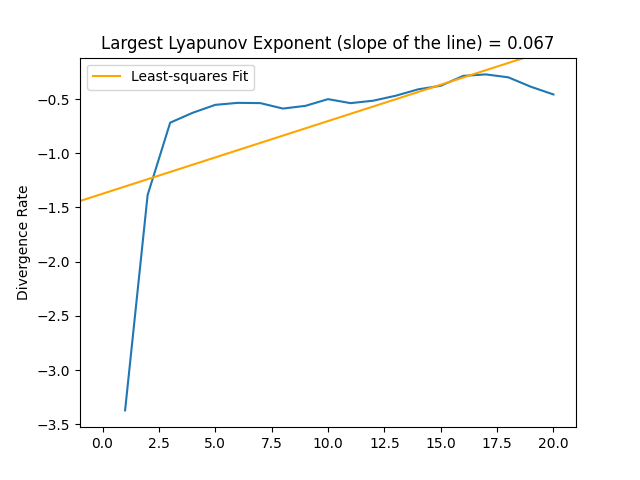 Largest Lyapunov Exponent (slope of the line) = 0.067
Least-squares Fit
Divergence Rate
−0.5
−1.0
−1.5
−2.0
−2.5
−3.0
−3.5
0.0 2.5 5.0 7.5 10.0 12.5 15.0 17.5 20.0